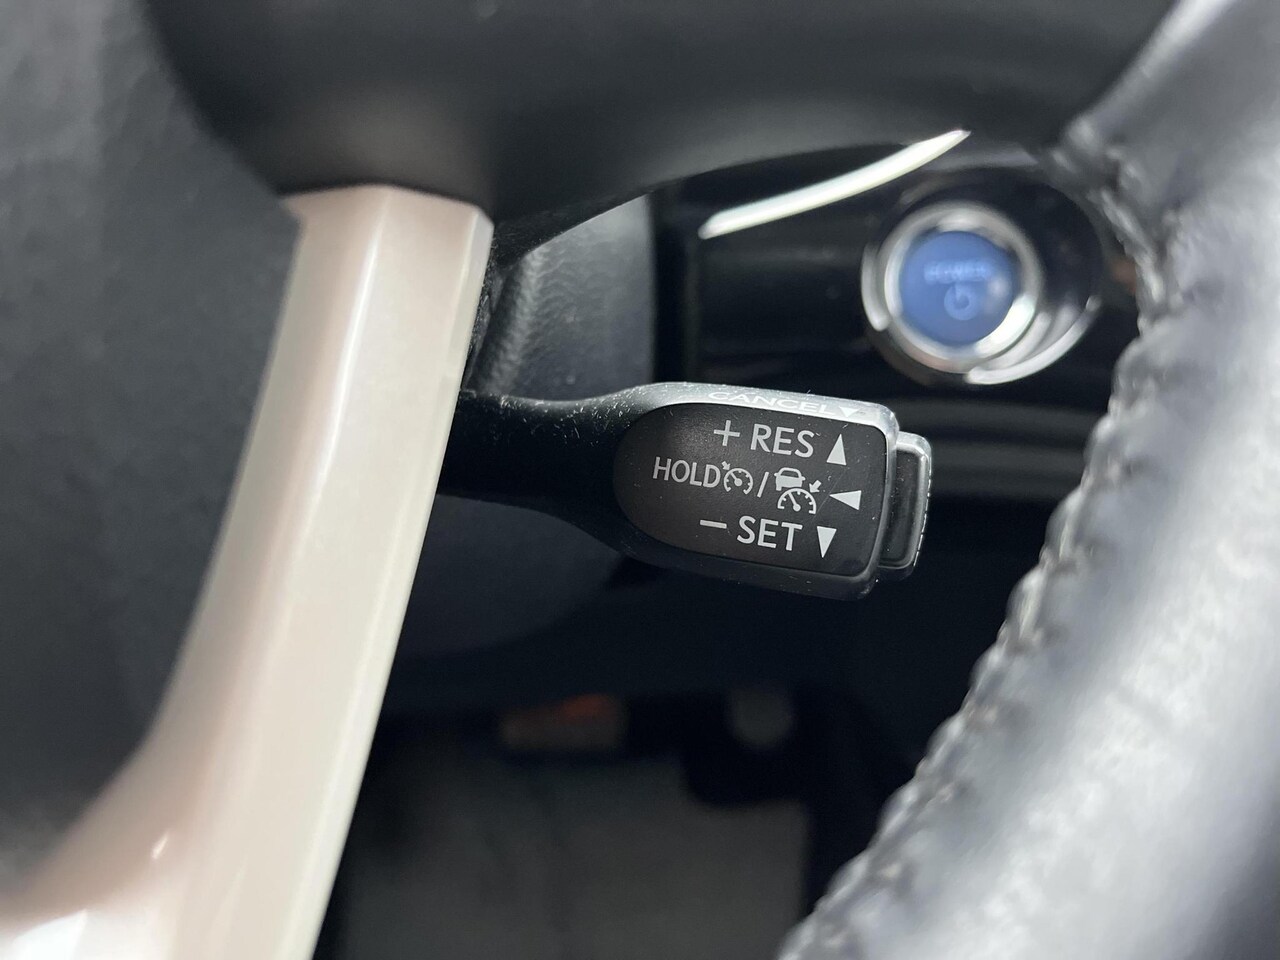 POWER
CANCEL▼
+ RES ▲
HOLD / ◀
− SET ▼